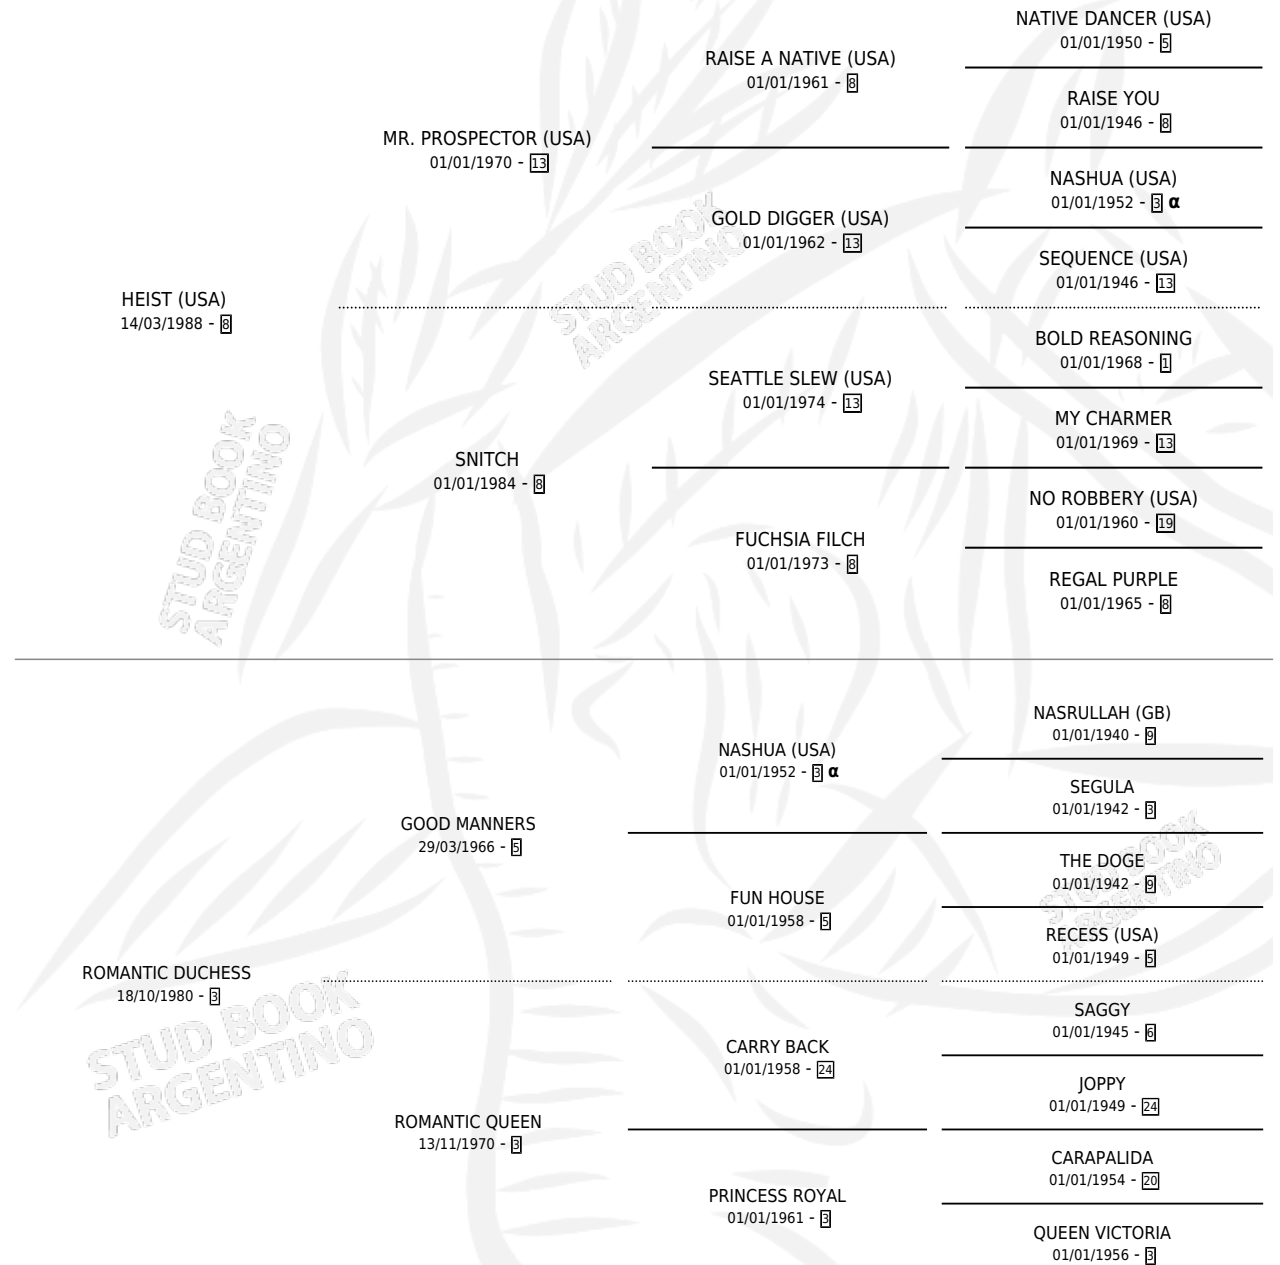 NATIVE DANCER (USA)
01/01/1950 - 5
RAISE A NATIVE (USA)
01/01/1961 - 8
RAISE YOU
01/01/1946 - 8
MR. PROSPECTOR (USA)
01/01/1970 - 13
NASHUA (USA)
01/01/1952 - 3 α
GOLD DIGGER (USA)
01/01/1962 - 13
SEQUENCE (USA)
01/01/1946 - 13
HEIST (USA)
14/03/1988 - 8
BOLD REASONING
01/01/1968 - 1
SEATTLE SLEW (USA)
01/01/1974 - 13
MY CHARMER
01/01/1969 - 13
SNITCH
01/01/1984 - 8
NO ROBBERY (USA)
01/01/1960 - 19
FUCHSIA FILCH
01/01/1973 - 8
REGAL PURPLE
01/01/1965 - 8
NASRULLAH (GB)
01/01/1940 - 9
NASHUA (USA)
01/01/1952 - 3 α
SEGULA
01/01/1942 - 3
GOOD MANNERS
29/03/1966 - 5
THE DOGE
01/01/1942 - 9
FUN HOUSE
01/01/1958 - 5
RECESS (USA)
01/01/1949 - 5
ROMANTIC DUCHESS
18/10/1980 - 3
SAGGY
01/01/1945 - 6
CARRY BACK
01/01/1958 - 24
JOPPY
01/01/1949 - 24
ROMANTIC QUEEN
13/11/1970 - 3
CARAPALIDA
01/01/1954 - 20
PRINCESS ROYAL
01/01/1961 - 3
QUEEN VICTORIA
01/01/1956 - 3
STUD BOOK
ARGENTINO
STUD BOOK
ARGENTINO
STUD BOOK
ARGENTINO
STUD BOOK
ARGENTINO